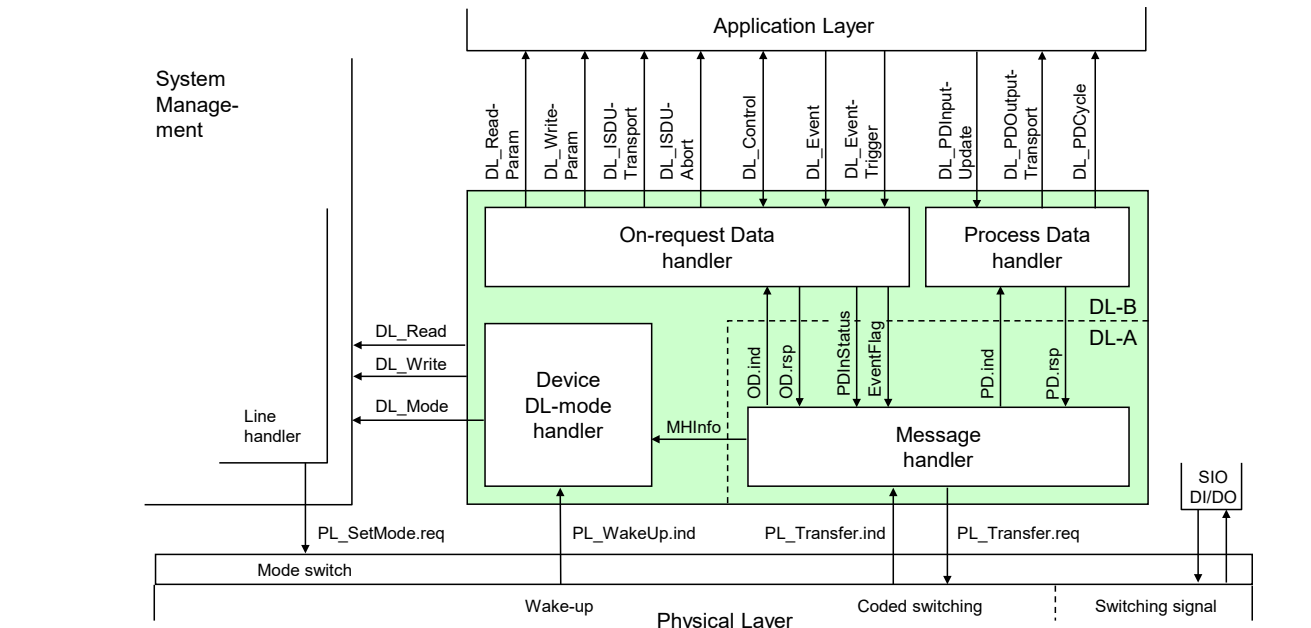 Application Layer
System
Manage-
ment
DL_Read-
Param
DL_Write-
Param
DL_ISDU-
Transport
DL_ISDU-
Abort
DL_Control
DL_Event
DL_Event-
Trigger
DL_PDInput-
Update
DL_PDOutput-
Transport
DL_PDCycle
On-request Data
handler
Process Data
handler
DL-B
DL-A
DL_Read
DL_Write
DL_Mode
Device
DL-mode
handler
OD.ind
OD.rsp
PDInStatus
EventFlag
PD.ind
PD.rsp
Line
handler
MHInfo
Message
handler
SIO
DI/DO
PL_SetMode.req
PL_WakeUp.ind
PL_Transfer.ind
PL_Transfer.req
Mode switch
Wake-up
Coded switching
Switching signal
Physical Layer